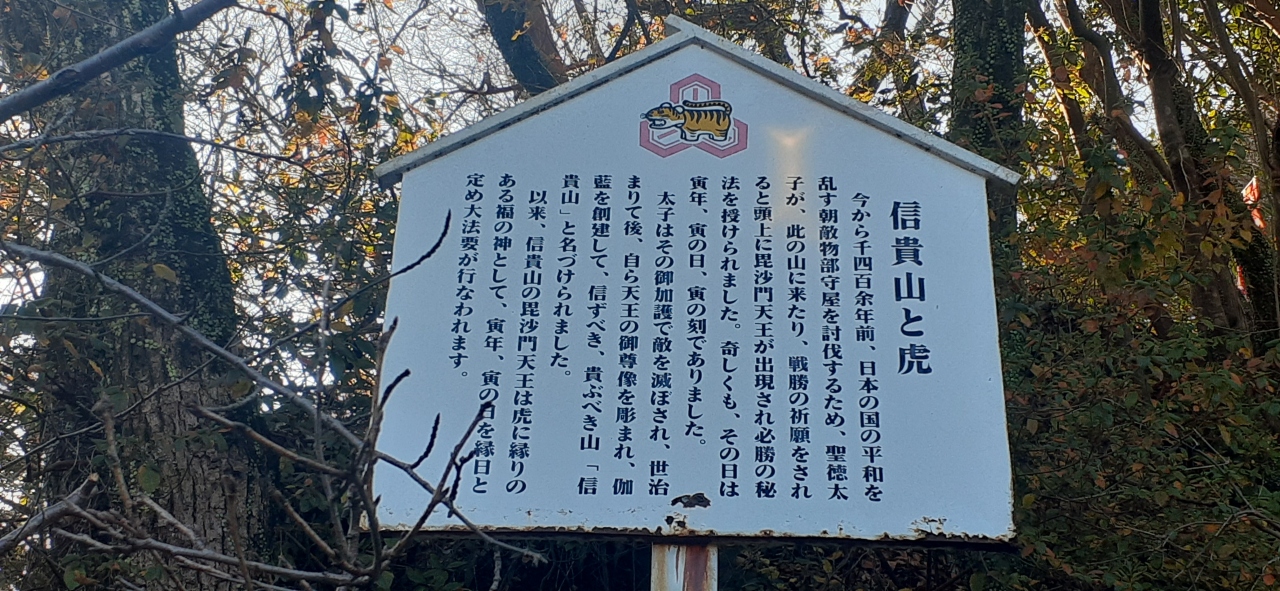 信貴山と虎
今から千四百余年前、日本の国の平和を
乱す朝敵物部守屋を討伐するため、聖徳太
子が、此の山に来たり、戦勝の祈願をされ
ると頭上に毘沙門天王が出現され必勝の秘
法を授けられました。奇しくも、その日は
寅年、寅の日、寅の刻でありました。
太子はその御加護で敵を滅ぼされ、世治
まりて後、自ら天王の御尊像を彫まれ、伽
藍を創建して、信ずべき、貴ぶべき山「信
貴山」と名づけられました。
以来、信貴山の毘沙門天王は虎に縁りの
ある福の神として、寅年、寅の日を縁日と
定め大法要が行なわれます。